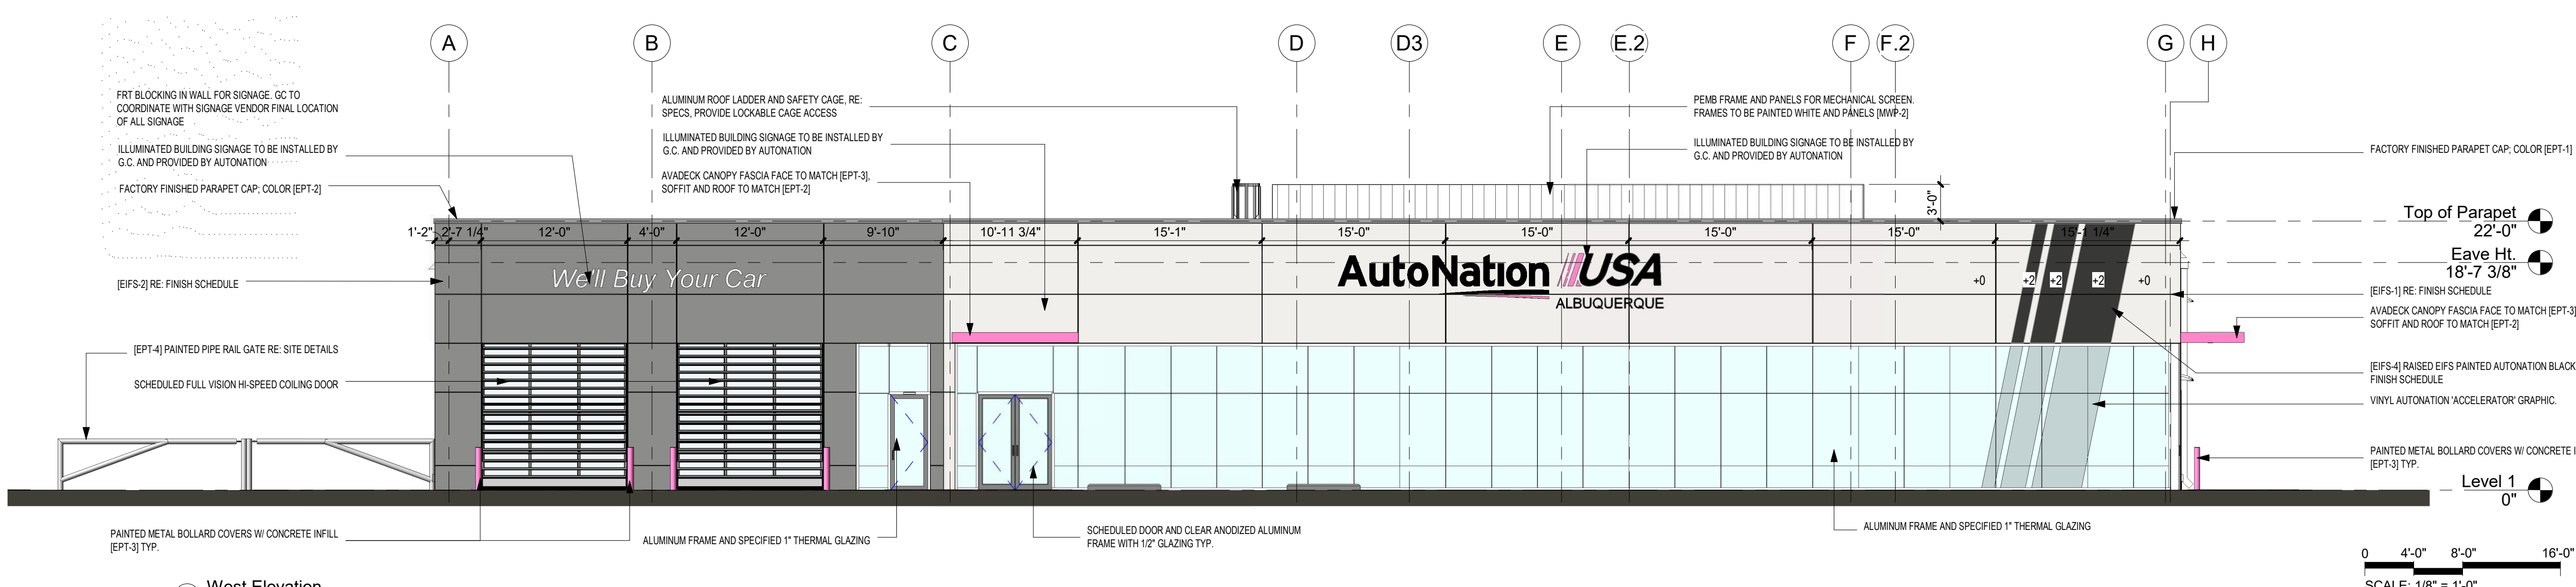 A
B
C
D
D3
E
E.2
F
F.2
G
H
FRT BLOCKING IN WALL FOR SIGNAGE. GC TO
COORDINATE WITH SIGNAGE VENDOR FINAL LOCATION
OF ALL SIGNAGE
ILLUMINATED BUILDING SIGNAGE TO BE INSTALLED BY
G.C. AND PROVIDED BY AUTONATION
FACTORY FINISHED PARAPET CAP; COLOR [EPT-2]
[EIFS-2] RE: FINISH SCHEDULE
[EPT-4] PAINTED PIPE RAIL GATE RE: SITE DETAILS
SCHEDULED FULL VISION HI-SPEED COILING DOOR
PAINTED METAL BOLLARD COVERS W/ CONCRETE INFILL
[EPT-3] TYP.
ALUMINUM ROOF LADDER AND SAFETY CAGE, RE:
SPECS, PROVIDE LOCKABLE CAGE ACCESS
ILLUMINATED BUILDING SIGNAGE TO BE INSTALLED BY
G.C. AND PROVIDED BY AUTONATION
AVADECK CANOPY FASCIA FACE TO MATCH [EPT-3],
SOFFIT AND ROOF TO MATCH [EPT-2]
PEMB FRAME AND PANELS FOR MECHANICAL SCREEN.
FRAMES TO BE PAINTED WHITE AND PANELS [MWP-2]
ILLUMINATED BUILDING SIGNAGE TO BE INSTALLED BY
G.C. AND PROVIDED BY AUTONATION
3'-0"
1'-2"
2'-7 1/4"
12'-0"
4'-0"
12'-0"
9'-10"
10'-11 3/4"
15'-1"
15'-0"
15'-0"
15'-0"
15'-0"
15'-1 1/4"
We'll Buy Your Car
AutoNation USA
ALBUQUERQUE
+0
+2
+2
+2
+0
FACTORY FINISHED PARAPET CAP; COLOR [EPT-1]
Top of Parapet
22'-0"
Eave Ht.
18'-7 3/8"
[EIFS-1] RE: FINISH SCHEDULE
AVADECK CANOPY FASCIA FACE TO MATCH [EPT-3]
SOFFIT AND ROOF TO MATCH [EPT-2]
[EIFS-4] RAISED EIFS PAINTED AUTONATION BLACK
FINISH SCHEDULE
VINYL AUTONATION 'ACCELERATOR' GRAPHIC.
PAINTED METAL BOLLARD COVERS W/ CONCRETE
[EPT-3] TYP.
Level 1
0"
ALUMINUM FRAME AND SPECIFIED 1" THERMAL GLAZING
SCHEDULED DOOR AND CLEAR ANODIZED ALUMINUM
FRAME WITH 1/2" GLAZING TYP.
ALUMINUM FRAME AND SPECIFIED 1" THERMAL GLAZING
0 4'-0" 8'-0" 16'-0"
SCALE: 1/8" = 1'-0"
West Elevation